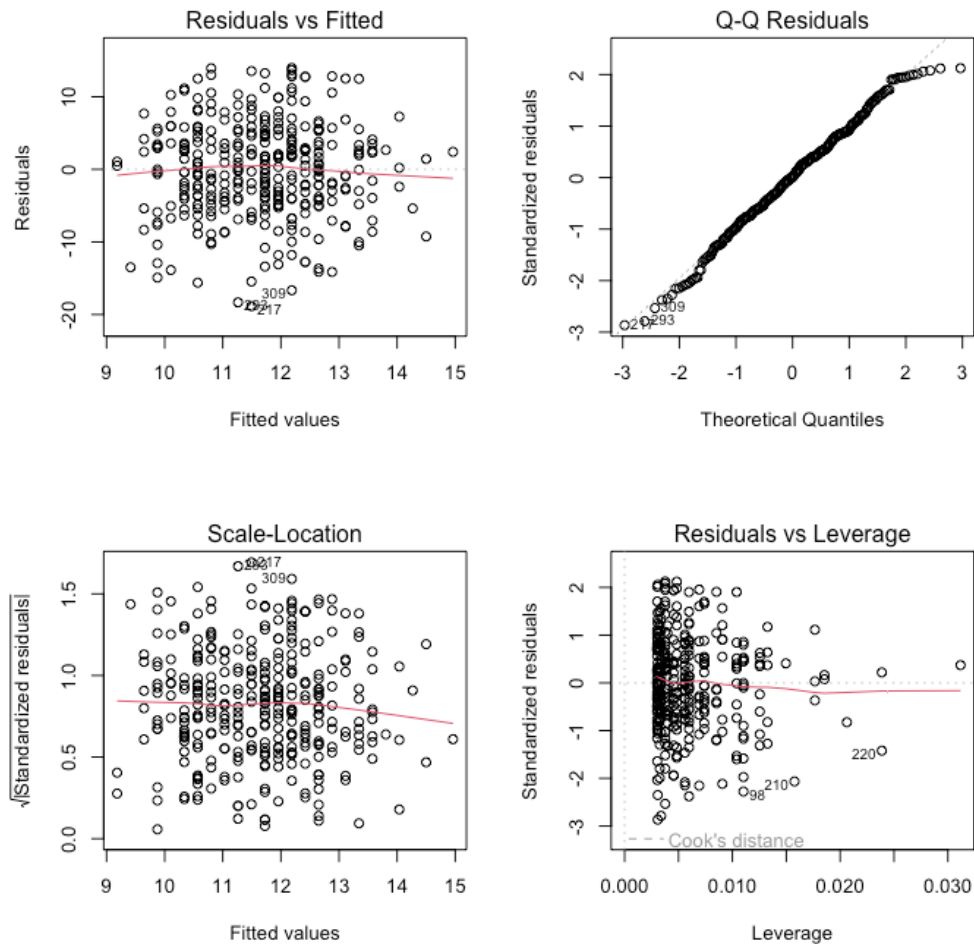 Residuals vs Fitted
Residuals
10
0
-10
-20
309
293
217
9 10 11 12 13 14 15
Fitted values
Q-Q Residuals
Standardized residuals
2
1
0
-1
-2
-3
309
293
217
-3 -2 -1 0 1 2 3
Theoretical Quantiles
Scale-Location
√|Standardized residuals|
1.5
1.0
0.5
0.0
217
293
309
9 10 11 12 13 14 15
Fitted values
Residuals vs Leverage
Standardized residuals
2
1
0
-1
-2
-3
220
210
98
Cook's distance
0.000 0.010 0.020 0.030
Leverage